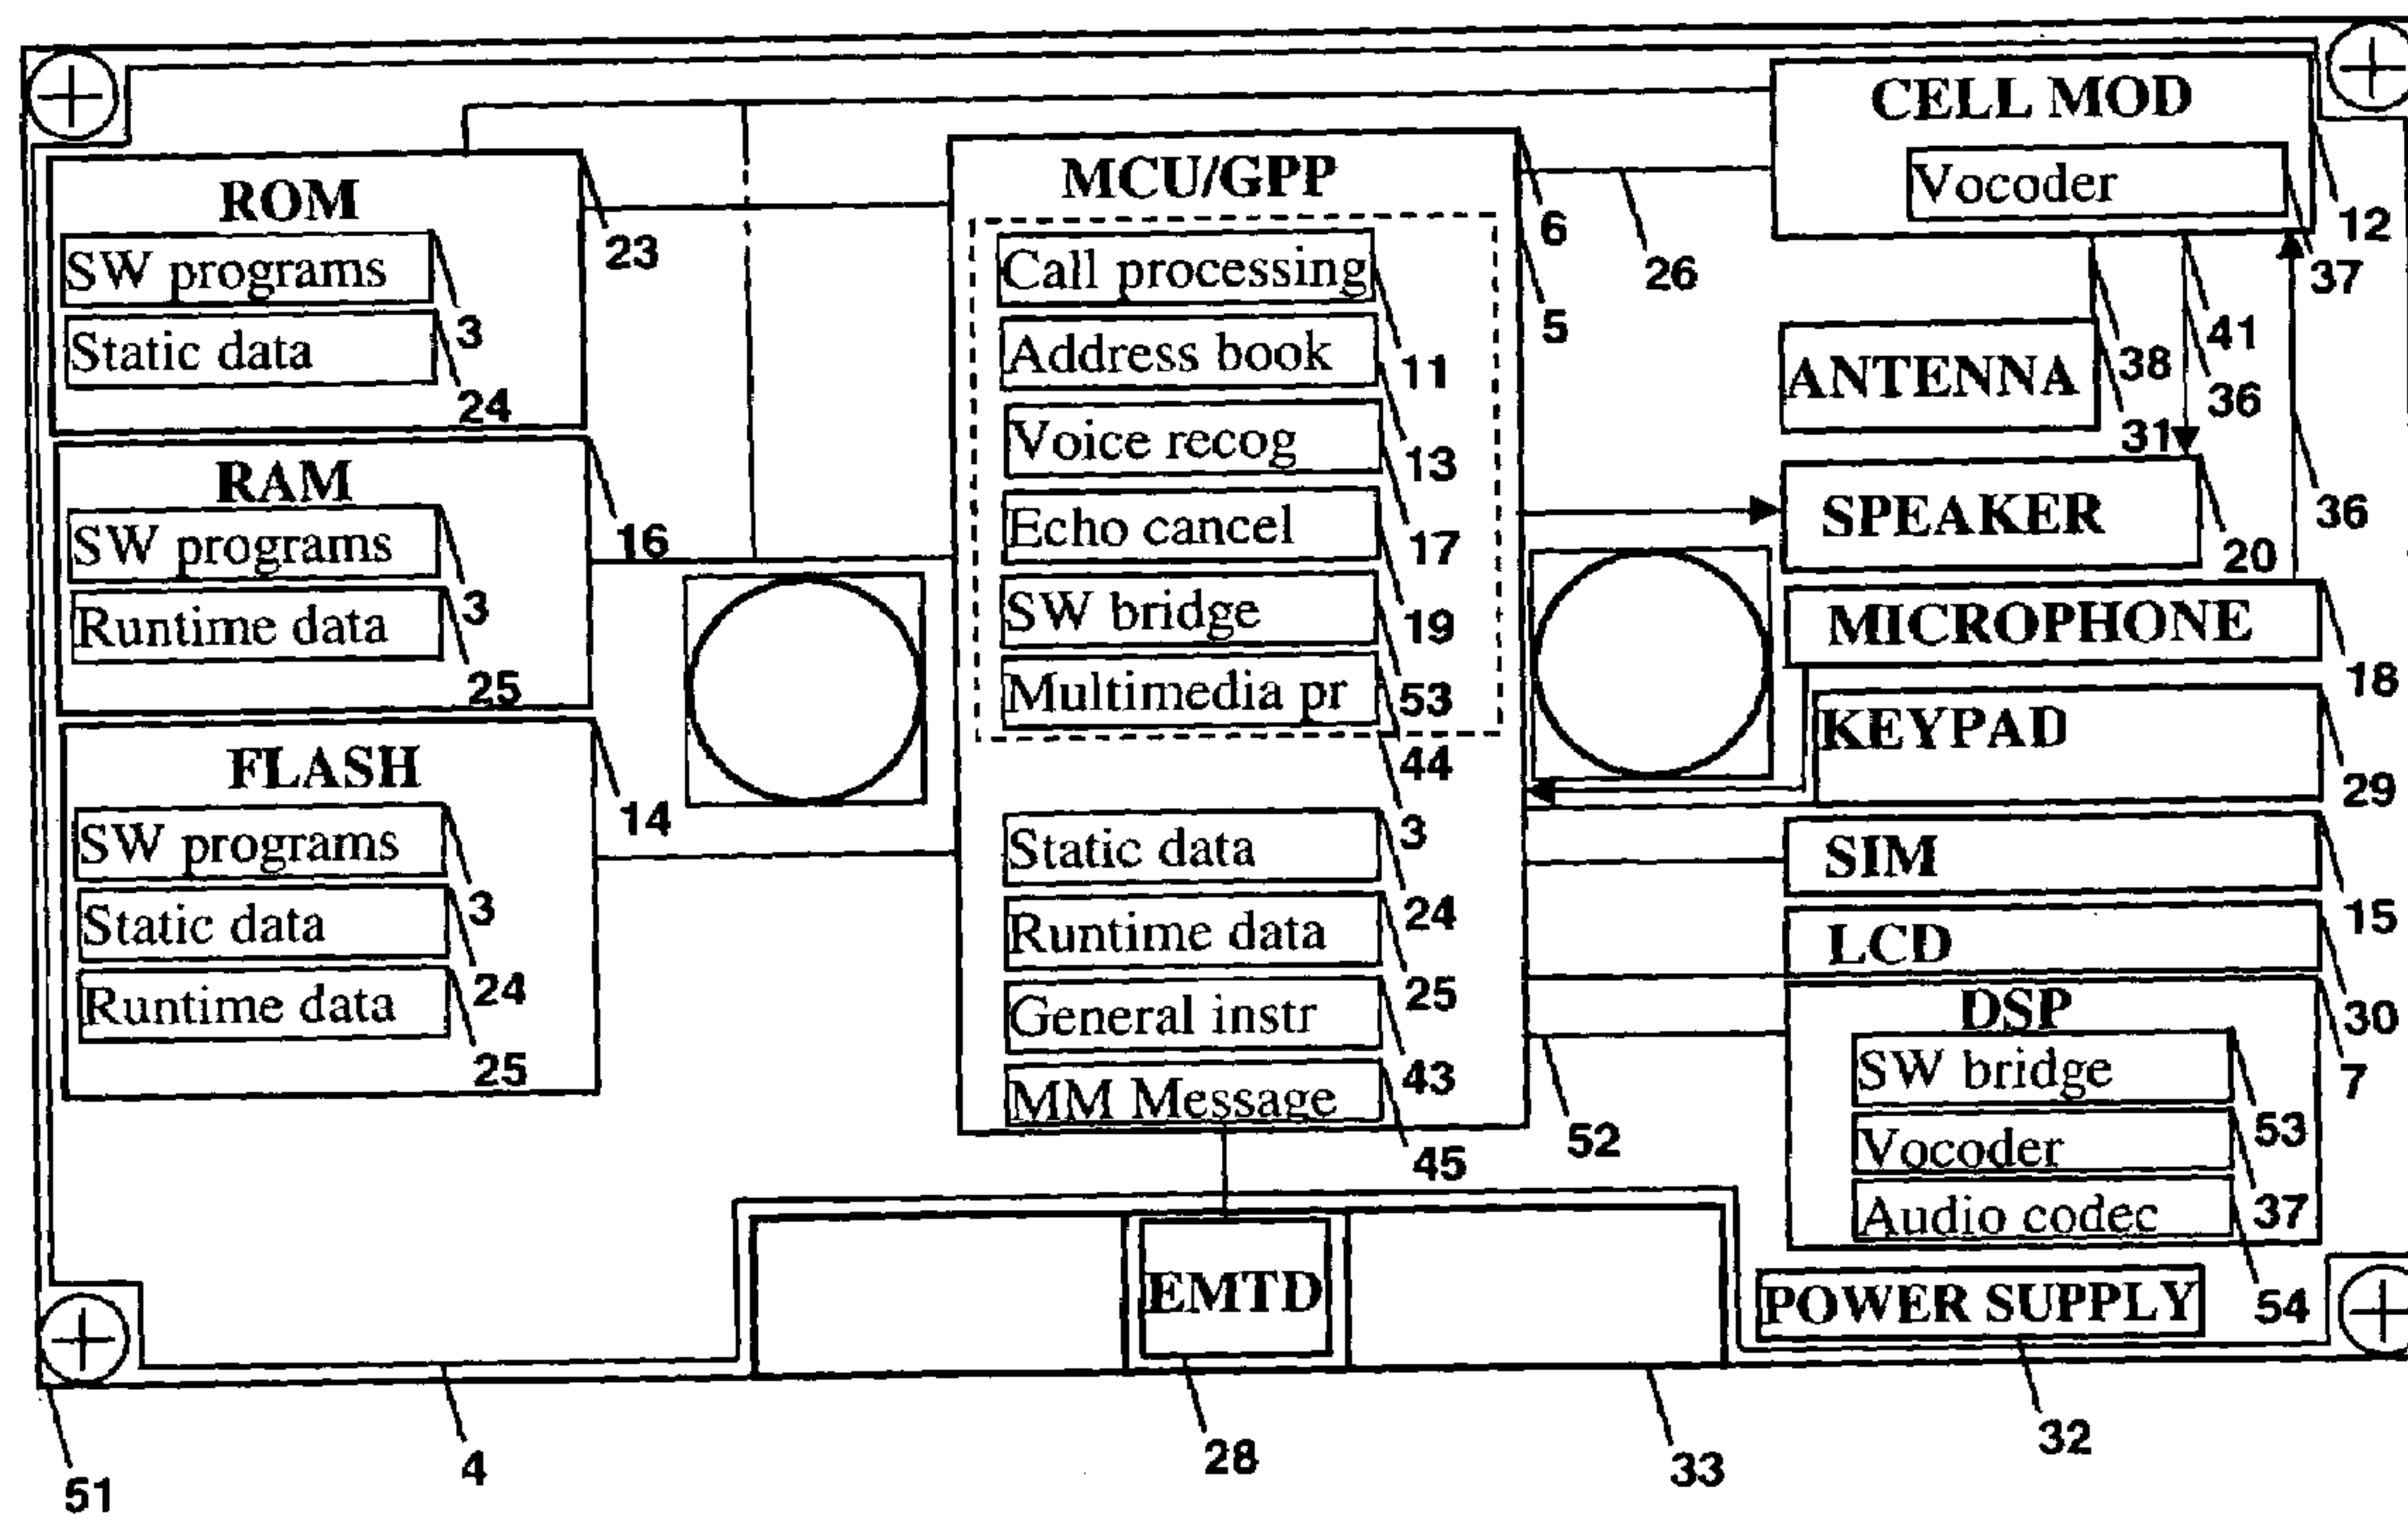 CELL MOD
Vocoder
12
37
MCU/GPP
6
5
26
Call processing
11
Address book
13
Voice recog
17
Echo cancel
19
SW bridge
53
Multimedia pr
44
3
Static data
24
Runtime data
25
General instr
43
MM Message
45
ROM
23
SW programs
3
Static data
24
RAM
16
SW programs
3
Runtime data
25
FLASH
14
SW programs
3
Static data
24
Runtime data
25
ANTENNA
38
31
41
36
36
SPEAKER
20
MICROPHONE
18
KEYPAD
29
SIM
15
LCD
30
DSP
7
52
SW bridge
53
Vocoder
37
Audio codec
54
EMTD
POWER SUPPLY
51
4
28
33
32